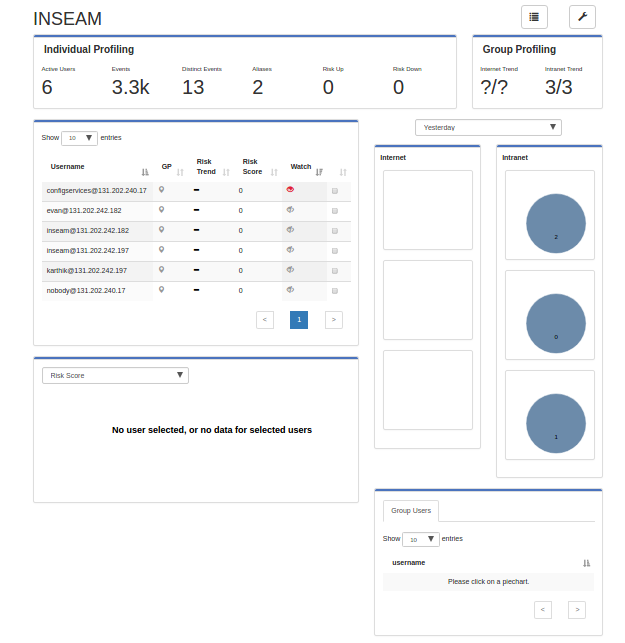 INSEAM
Individual Profiling
Active Users Events Distinct Events Aliases Risk Up Risk Down
6 3.3k 13 2 0 0
Group Profiling
Internet Trend Intranet Trend
?/? 3/3
Show 10 entries
Username GP Risk Trend Risk Score Watch
configservices@131.202.240.17 0
evan@131.202.242.182 0
inseam@131.202.242.182 0
inseam@131.202.242.197 0
karthik@131.202.242.197 0
nobody@131.202.240.17 0
< 1 >
Risk Score
No user selected, or no data for selected users
Yesterday
Internet
Intranet
2
0
1
Group Users
Show 10 entries
username
Please click on a piechart.
< >